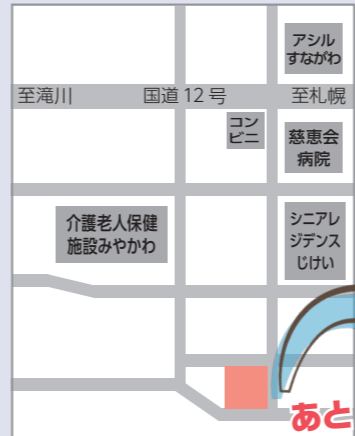 アシル
すながわ
至滝川
国道12号
至札幌
コン
ビニ
慈恵会
病院
介護老人保健
施設みやかわ
シニアレ
ジデンス
じけい
あと